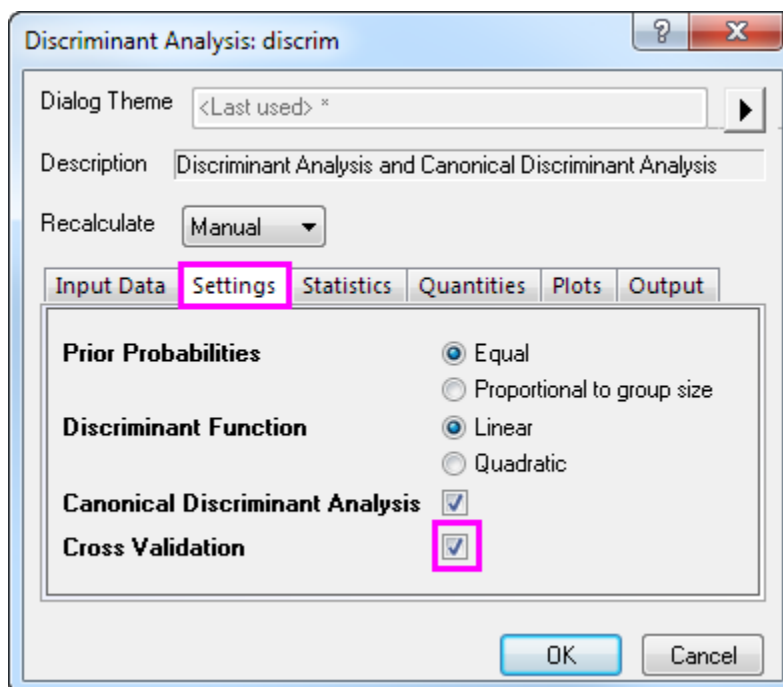 Discriminant Analysis: discrim
Dialog Theme <Last used> *
Description Discriminant Analysis and Canonical Discriminant Analysis
Recalculate Manual
Input Data Settings Statistics Quantities Plots Output
Prior Probabilities Equal
Proportional to group size
Discriminant Function Linear
Quadratic
Canonical Discriminant Analysis
Cross Validation
OK Cancel